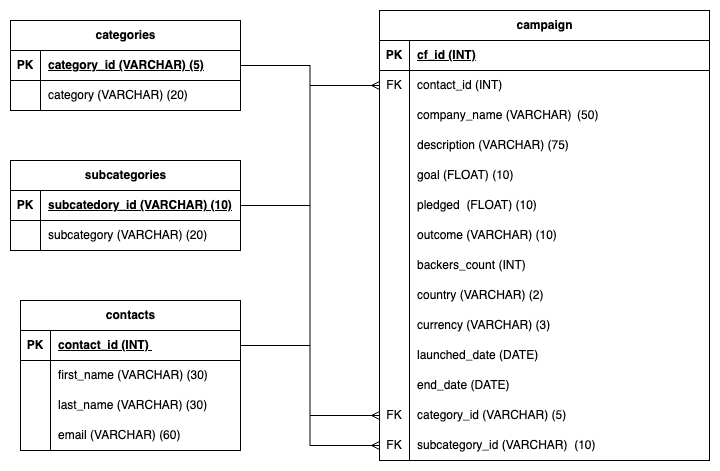 categories
PK category_id (VARCHAR) (5)
category (VARCHAR) (20)
subcategories
PK subcatedory_id (VARCHAR) (10)
subcategory (VARCHAR) (20)
contacts
PK contact_id (INT)
first_name (VARCHAR) (30)
last_name (VARCHAR) (30)
email (VARCHAR) (60)
campaign
PK cf_id (INT)
FK contact_id (INT)
company_name (VARCHAR) (50)
description (VARCHAR) (75)
goal (FLOAT) (10)
pledged (FLOAT) (10)
outcome (VARCHAR) (10)
backers_count (INT)
country (VARCHAR) (2)
currency (VARCHAR) (3)
launched_date (DATE)
end_date (DATE)
FK category_id (VARCHAR) (5)
FK subcategory_id (VARCHAR) (10)